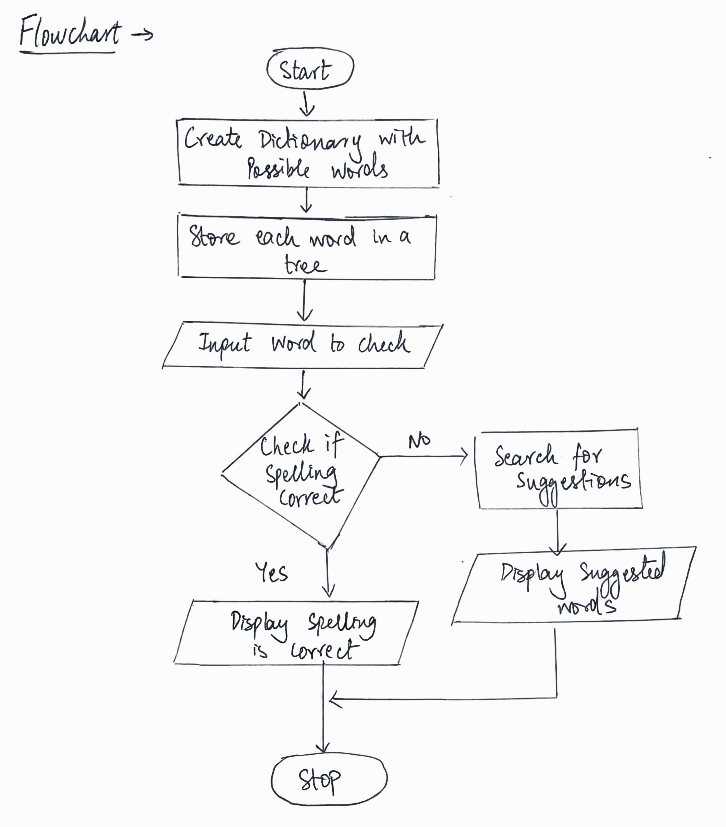 Flowchart →
Start
Create Dictionary with
Possible words
Store each word in a
tree
Input word to check
Check if
Spelling
Correct
No
Search for
Suggestions
Yes
Display Suggested
words
Display Spelling
is correct
Stop